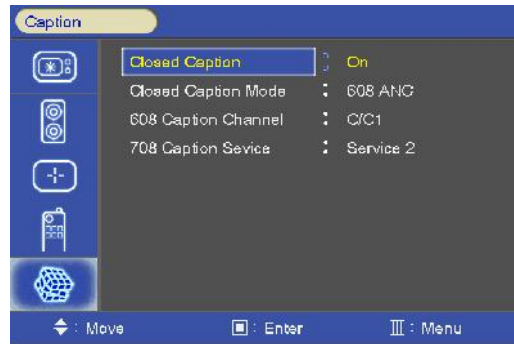 Caption
Closed Caption : On
Closed Caption Mode : 608 ANC
608 Caption Channel : C/C1
708 Caption Sevice : Service 2
: Move : Enter : Menu